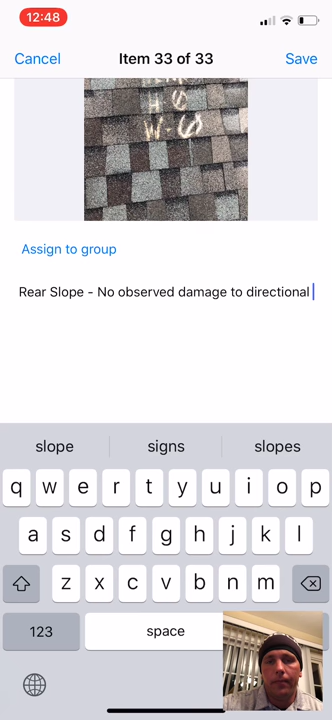 12:48
Cancel Item 33 of 33 Save
H Ø
W-Ø
Assign to group
Rear Slope - No observed damage to directional
slope signs slopes
q w e r t y u i o p
a s d f g h j k l
z x c v b n m
123 space